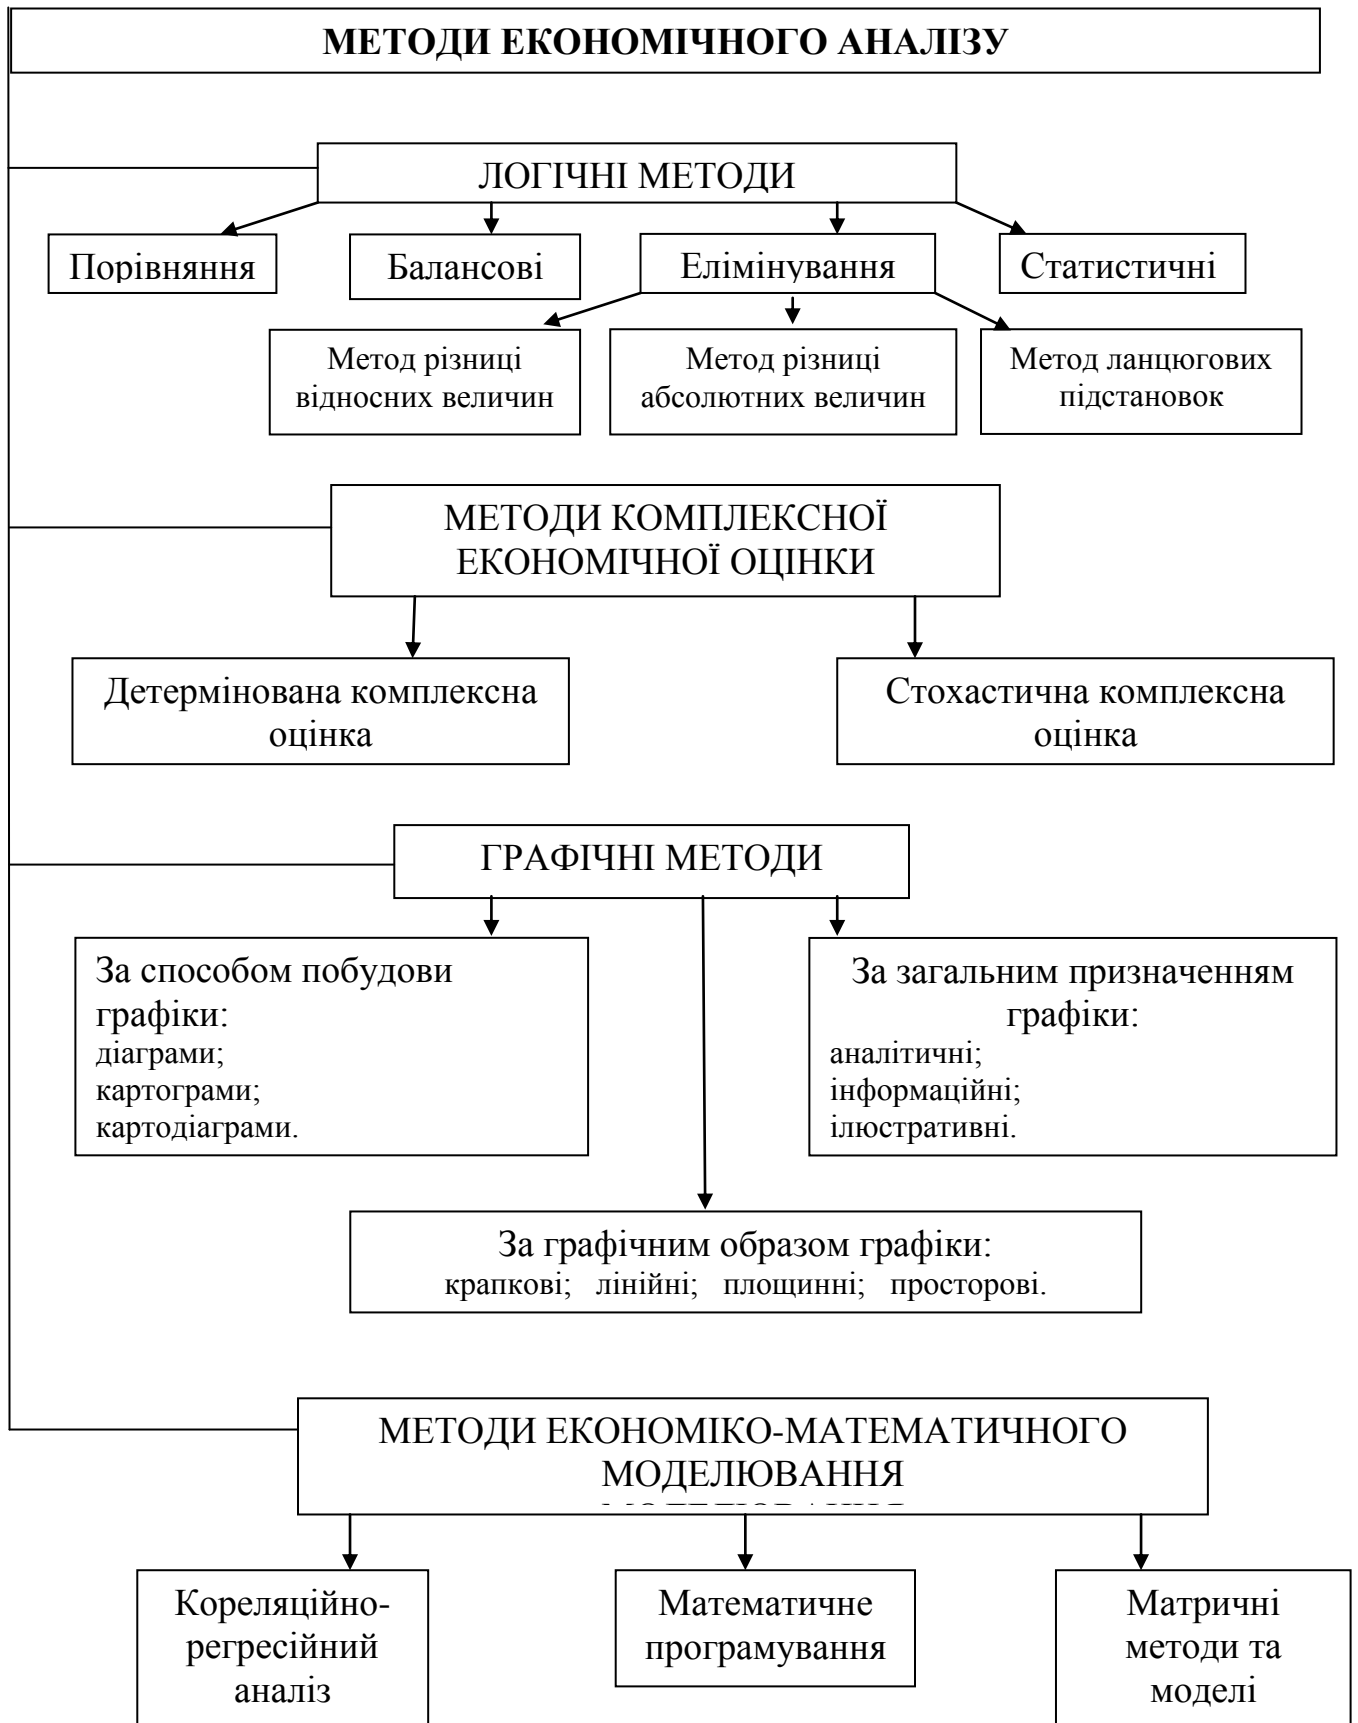 МЕТОДИ ЕКОНОМІЧНОГО АНАЛІЗУ
ЛОГІЧНІ МЕТОДИ
Порівняння
Балансові
Елімінування
Статистичні
Метод різниці
відносних величин
Метод різниці
абсолютних величин
Метод ланцюгових
підстановок
МЕТОДИ КОМПЛЕКСНОЇ
ЕКОНОМІЧНОЇ ОЦІНКИ
Детермінована комплексна
оцінка
Стохастична комплексна
оцінка
ГРАФІЧНІ МЕТОДИ
За способом побудови
графіки:
діаграми;
картограми;
картодіаграми.
За загальним призначенням
графіки:
аналітичні;
інформаційні;
ілюстративні.
За графічним образом графіки:
крапкові; лінійні; площинні; просторові.
МЕТОДИ ЕКОНОМІКО-МАТЕМАТИЧНОГО
МОДЕЛЮВАННЯ
МОДЕЛЮВАННЯ
Кореляційно-
регресійний
аналіз
Математичне
програмування
Матричні
методи та
моделі